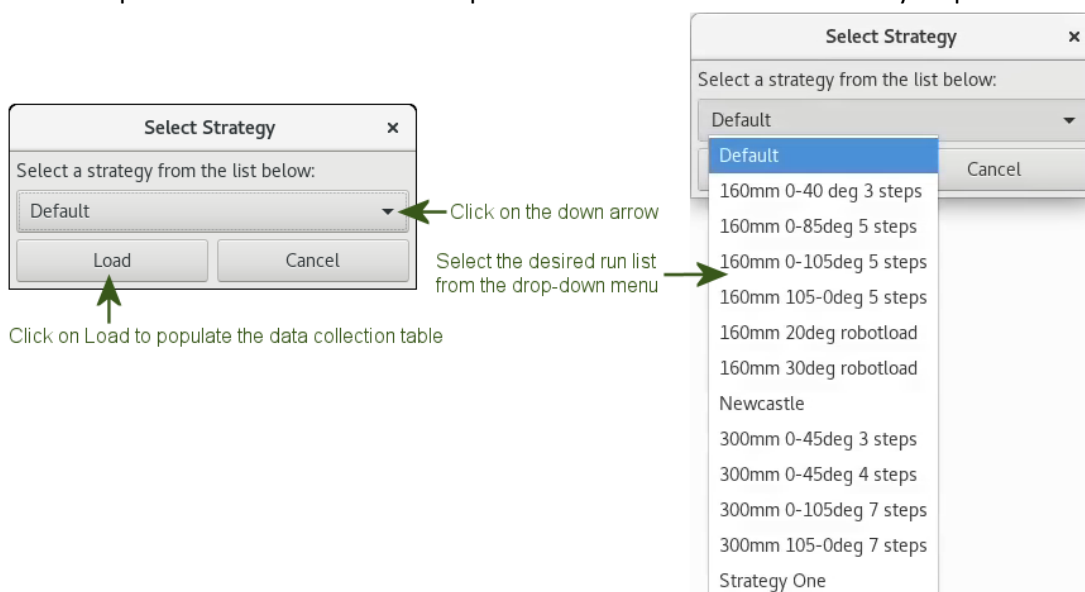 Select Strategy
Select a strategy from the list below:
Default
Load
Cancel
Click on the down arrow
Select the desired run list
from the drop-down menu
Click on Load to populate the data collection table
Select Strategy
Select a strategy from the list below:
Default
Cancel
Default
160mm 0-40 deg 3 steps
160mm 0-85deg 5 steps
160mm 0-105deg 5 steps
160mm 105-0deg 5 steps
160mm 20deg robotload
160mm 30deg robotload
Newcastle
300mm 0-45deg 3 steps
300mm 0-45deg 4 steps
300mm 0-105deg 7 steps
300mm 105-0deg 7 steps
Strategy One